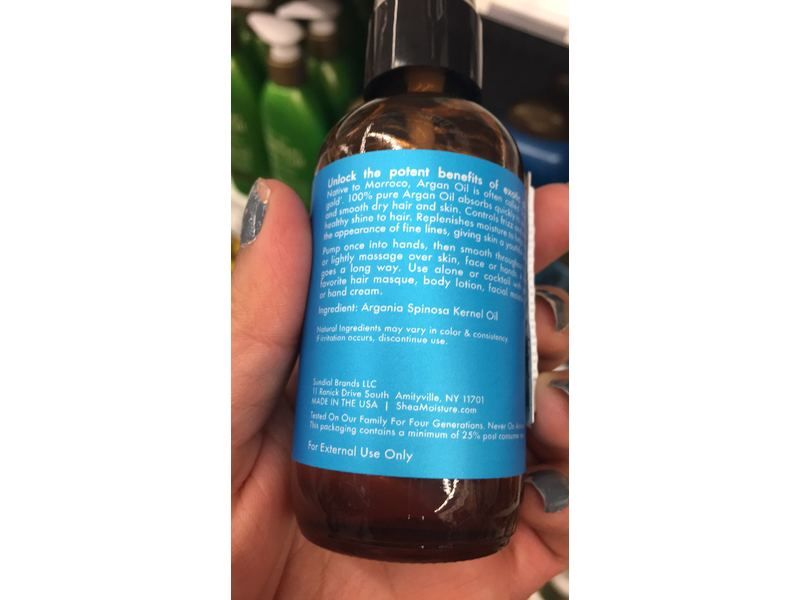 Unlock the potent benefits of exotic
Native to Morroco, Argan Oil is often called
gold'. 100% pure Argan Oil absorbs quickly
and smooth dry hair and skin. Controls frizz
healthy shine to hair. Replenishes moisture to
the appearance of fine lines, giving skin a
Pump once into hands, then smooth
or lightly massage over skin, face or hands.
goes a long way. Use alone or cocktail with
favorite hair masque, body lotion, facial
or hand cream.
Ingredient: Argania Spinosa Kernel Oil
Natural Ingredients may vary in color & consistency.
If irritation occurs, discontinue use.
Sundial Brands LLC
11 Ranick Drive South Amityville, NY 11701
MADE IN THE USA | SheaMoisture.com
Tested On Our Family For Four Generations. Never On
This packaging contains a minimum of 25% post
For External Use Only